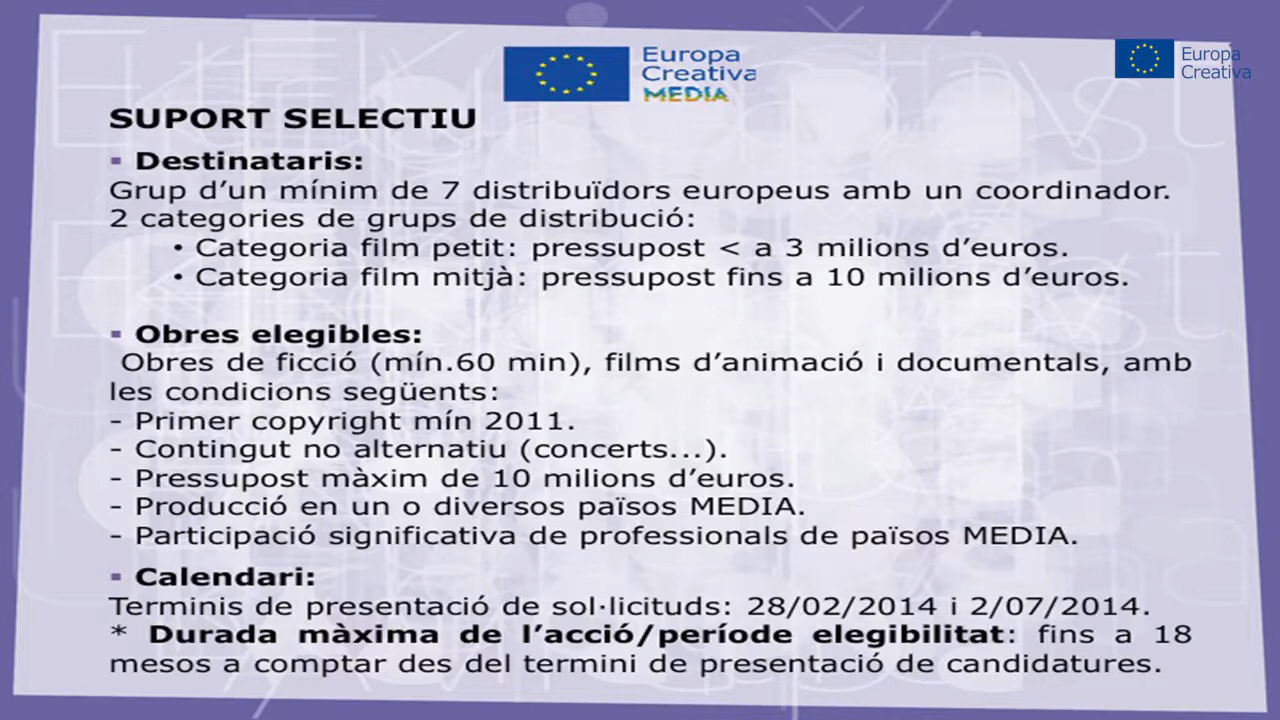 Europa
Creativa
MEDIA
Europa
Creativa
SUPORT SELECTIU
▪ Destinataris:
Grup d’un mínim de 7 distribuïdors europeus amb un coordinador.
2 categories de grups de distribució:
• Categoria film petit: pressupost < a 3 milions d’euros.
• Categoria film mitjà: pressupost fins a 10 milions d’euros.
▪ Obres elegibles:
Obres de ficció (mín.60 min), films d’animació i documentals, amb
les condicions següents:
- Primer copyright mín 2011.
- Contingut no alternatiu (concerts...).
- Pressupost màxim de 10 milions d’euros.
- Producció en un o diversos països MEDIA.
- Participació significativa de professionals de països MEDIA.
▪ Calendari:
Terminis de presentació de sol·licituds: 28/02/2014 i 2/07/2014.
* Durada màxima de l’acció/període elegibilitat: fins a 18
mesos a comptar des del termini de presentació de candidatures.